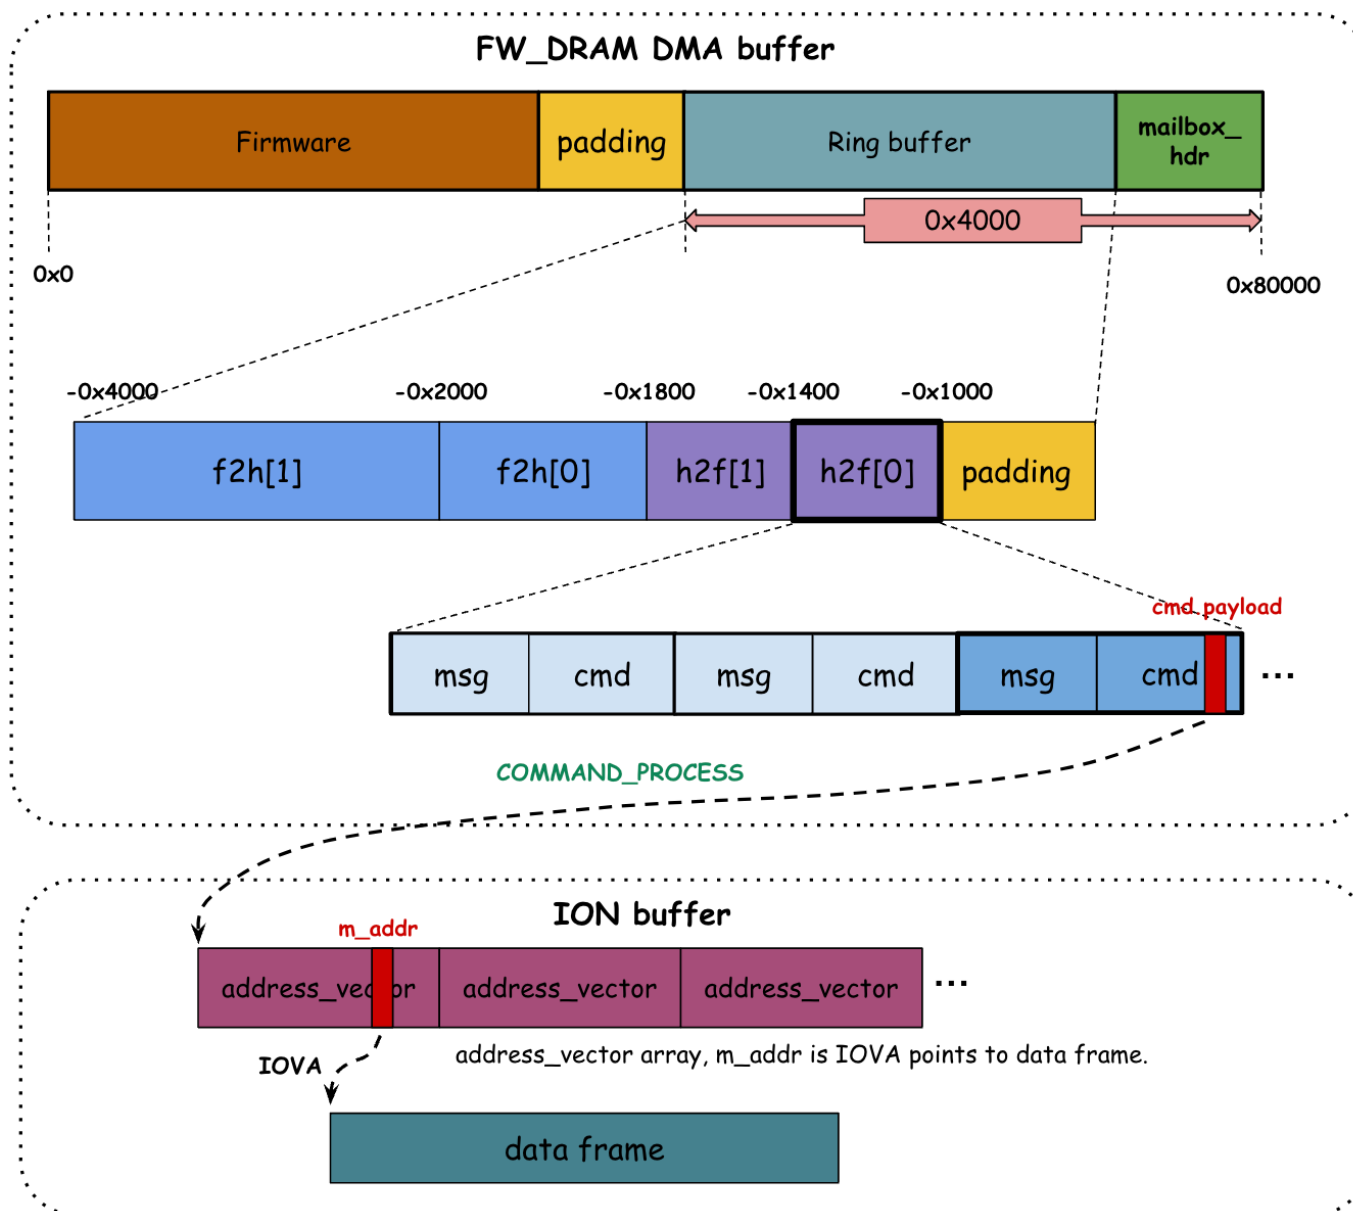 FW_DRAM DMA buffer
Firmware
padding
Ring buffer
mailbox_
hdr
0x4000
0x0
0x80000
-0x4000
-0x2000
-0x1800
-0x1400
-0x1000
f2h[1]
f2h[0]
h2f[1]
h2f[0]
padding
cmd.payload
msg
cmd
msg
cmd
msg
cmd
...
COMMAND_PROCESS
ION buffer
m_addr
address_vector
address_vector
address_vector
...
IOVA
address_vector array, m_addr is IOVA points to data frame.
data frame